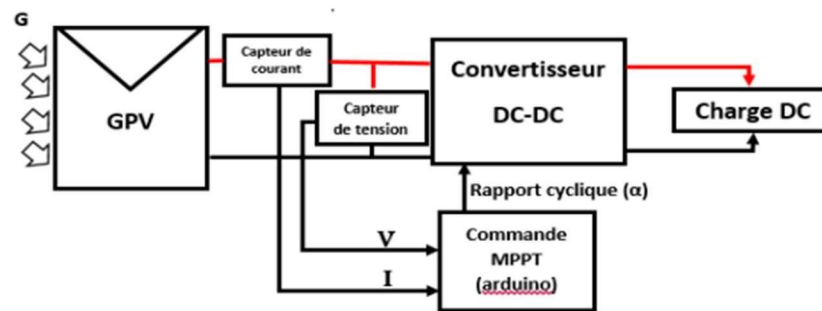 G
GPV
Capteur de
courant
Capteur
de tension
Convertisseur
DC-DC
Charge DC
Rapport cyclique (α)
V
I
Commande
MPPT
(arduino)